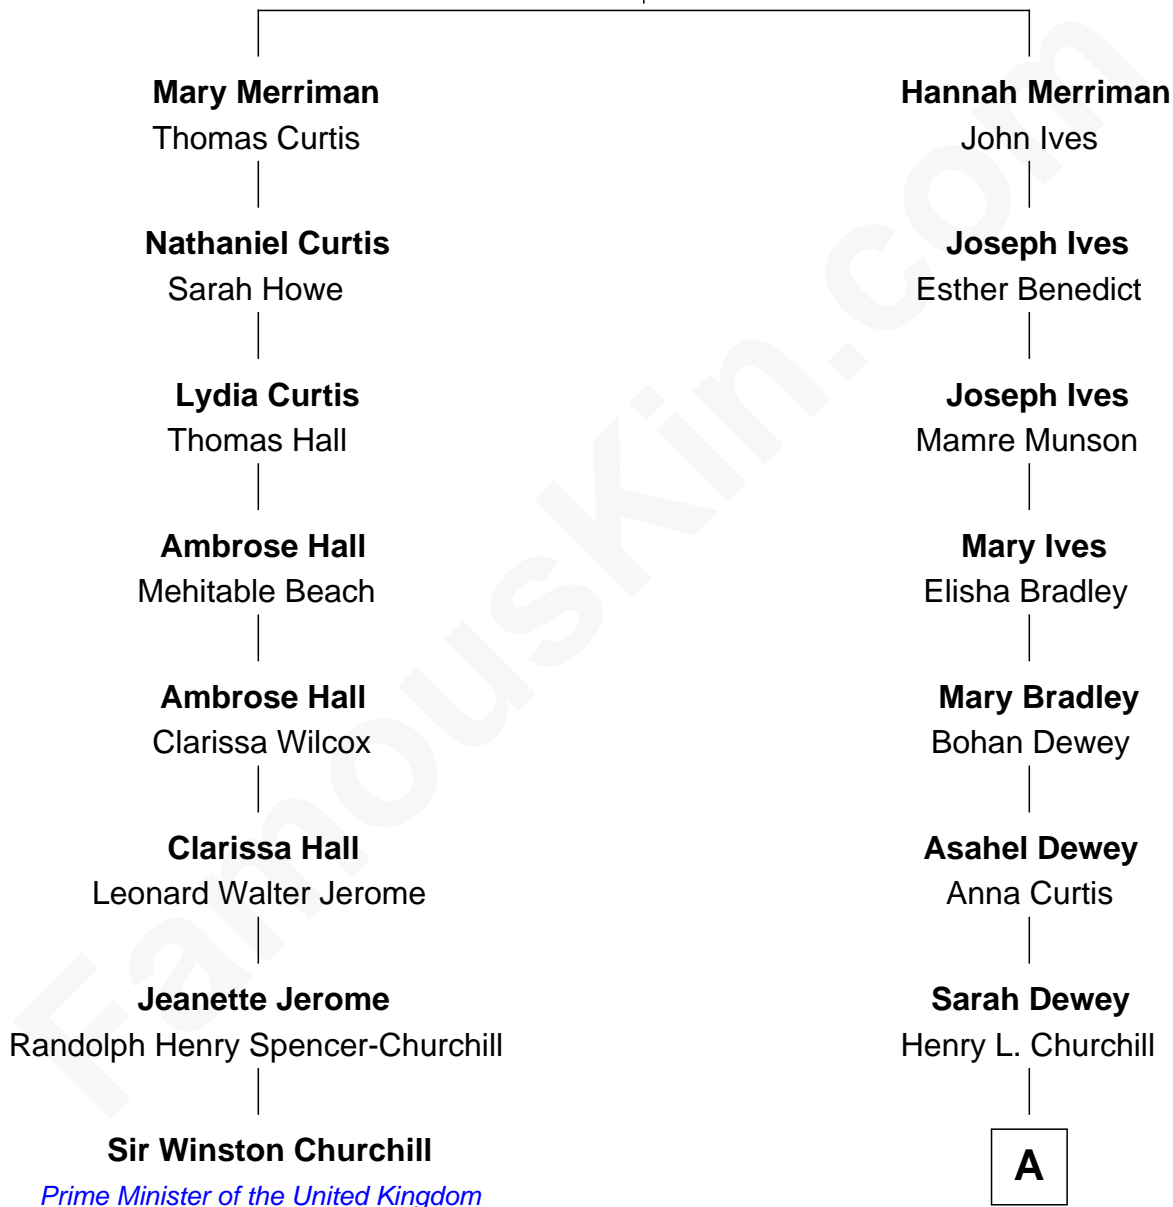 Mary Merriman
Thomas Curtis
Hannah Merriman
John Ives
Nathaniel Curtis
Sarah Howe
Joseph Ives
Esther Benedict
Lydia Curtis
Thomas Hall
Joseph Ives
Mamre Munson
Ambrose Hall
Mehitable Beach
Mary Ives
Elisha Bradley
Ambrose Hall
Clarissa Wilcox
Mary Bradley
Bohan Dewey
Clarissa Hall
Leonard Walter Jerome
Asahel Dewey
Anna Curtis
Jeanette Jerome
Randolph Henry Spencer-Churchill
Sarah Dewey
Henry L. Churchill
Sir Winston Churchill
Prime Minister of the United Kingdom
A
FamousKin.com